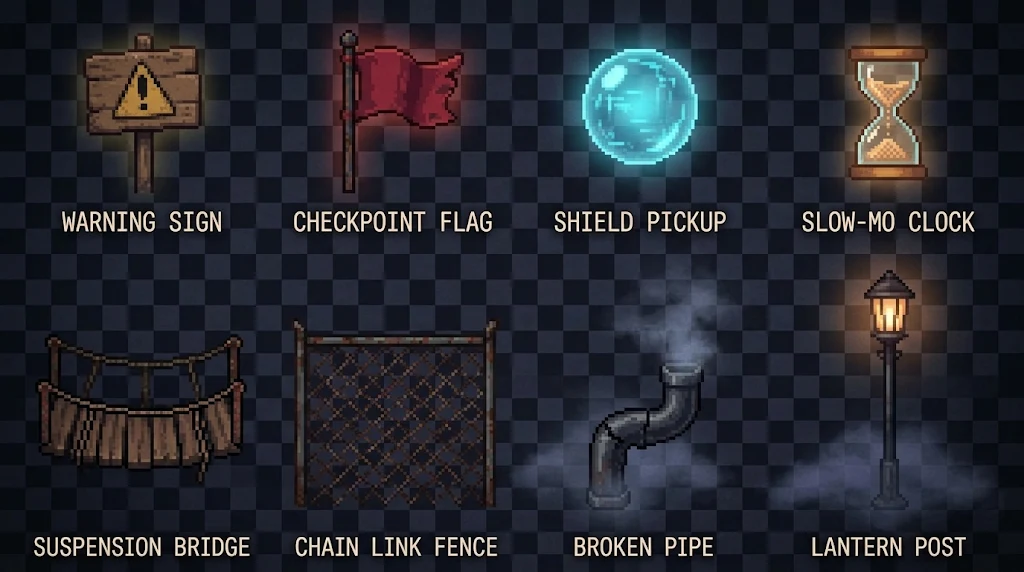 WARNING SIGN
CHECKPOINT FLAG
SHIELD PICKUP
SLOW-MO CLOCK
SUSPENSION BRIDGE
CHAIN LINK FENCE
BROKEN PIPE
LANTERN POST